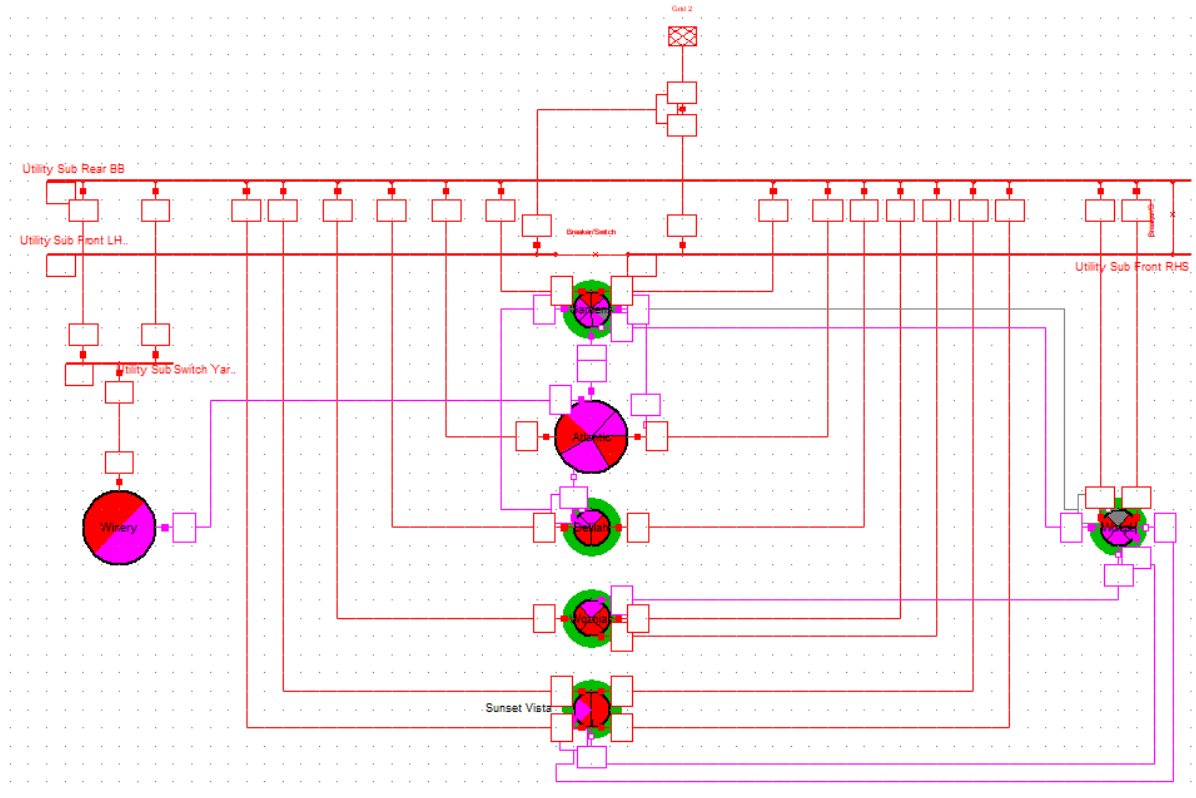 Grid 2
Utility Sub Rear BB
Utility Sub Front LH..
Breaker/Switch
Breaker/S
Utility Sub Front RHS
Utility Sub Switch Yar..
Atlantic
Winery
Sunset Vista